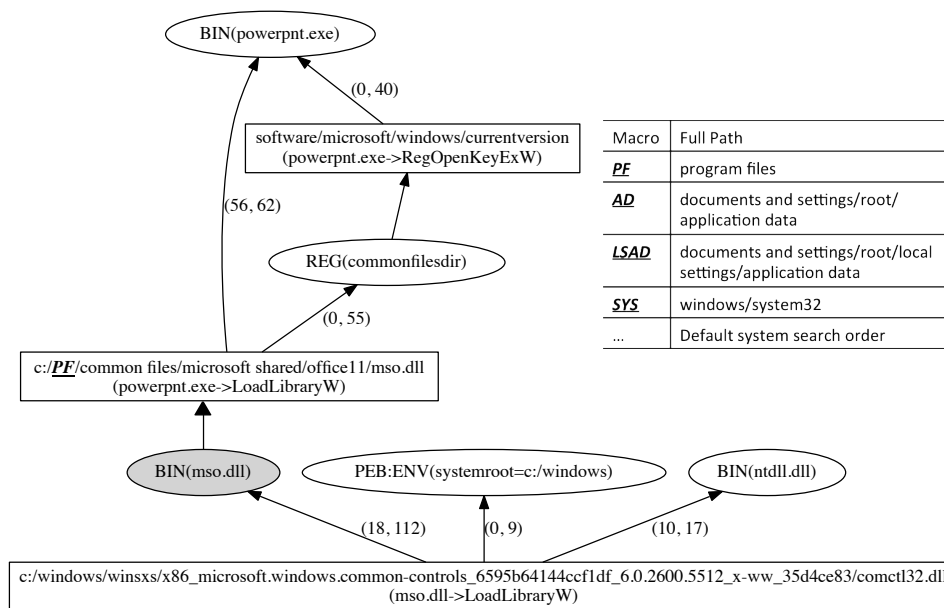 BIN(powerpnt.exe)
(0, 40)
software/microsoft/windows/currentversion
(powerpnt.exe->RegOpenKeyExW)
(56, 62)
REG(commonfilesdir)
(0, 55)
c:/PF/common files/microsoft shared/office11/mso.dll
(powerpnt.exe->LoadLibraryW)
BIN(mso.dll)
PEB:ENV(systemroot=c:/windows)
BIN(ntdll.dll)
(18, 112)
(0, 9)
(10, 17)
c:/windows/winsxs/x86_microsoft.windows.common-controls_6595b64144ccf1df_6.0.2600.5512_x-ww_35d4ce83/comctl32.dll
(mso.dll->LoadLibraryW)
Macro Full Path
PF program files
AD documents and settings/root/
application data
LSAD documents and settings/root/local
settings/application data
SYS windows/system32
... Default system search order